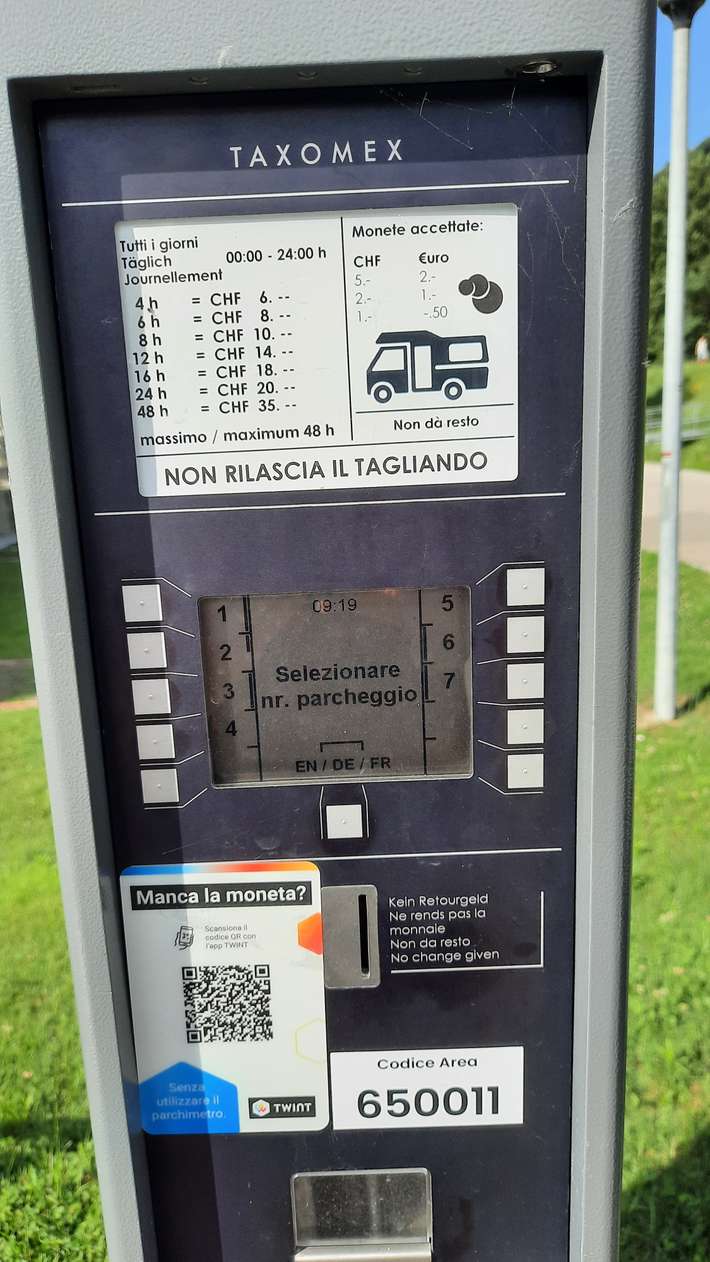 TAXOMEX
Tutti i giorni
Täglich 00:00 - 24:00 h
Journellement
4 h = CHF 6. --
6 h = CHF 8. --
8 h = CHF 10. --
12 h = CHF 14. --
16 h = CHF 18. --
24 h = CHF 20. --
48 h = CHF 35. --
massimo / maximum 48 h
Monete accettate:
CHF €uro
5.- 2.-
2.- 1.-
1.- -.50
Non dà resto
NON RILASCIA IL TAGLIANDO
09:19
1 5
2 6
3 7
4
Selezionare
nr. parcheggio
EN / DE / FR
Manca la moneta?
Scansiona il
codice QR con
l'app TWINT
Senza
utilizzare il
parchimetro.
TWINT
Kein Retourgeld
Ne rends pas la
monnaie
Non da resto
No change given
Codice Area
650011